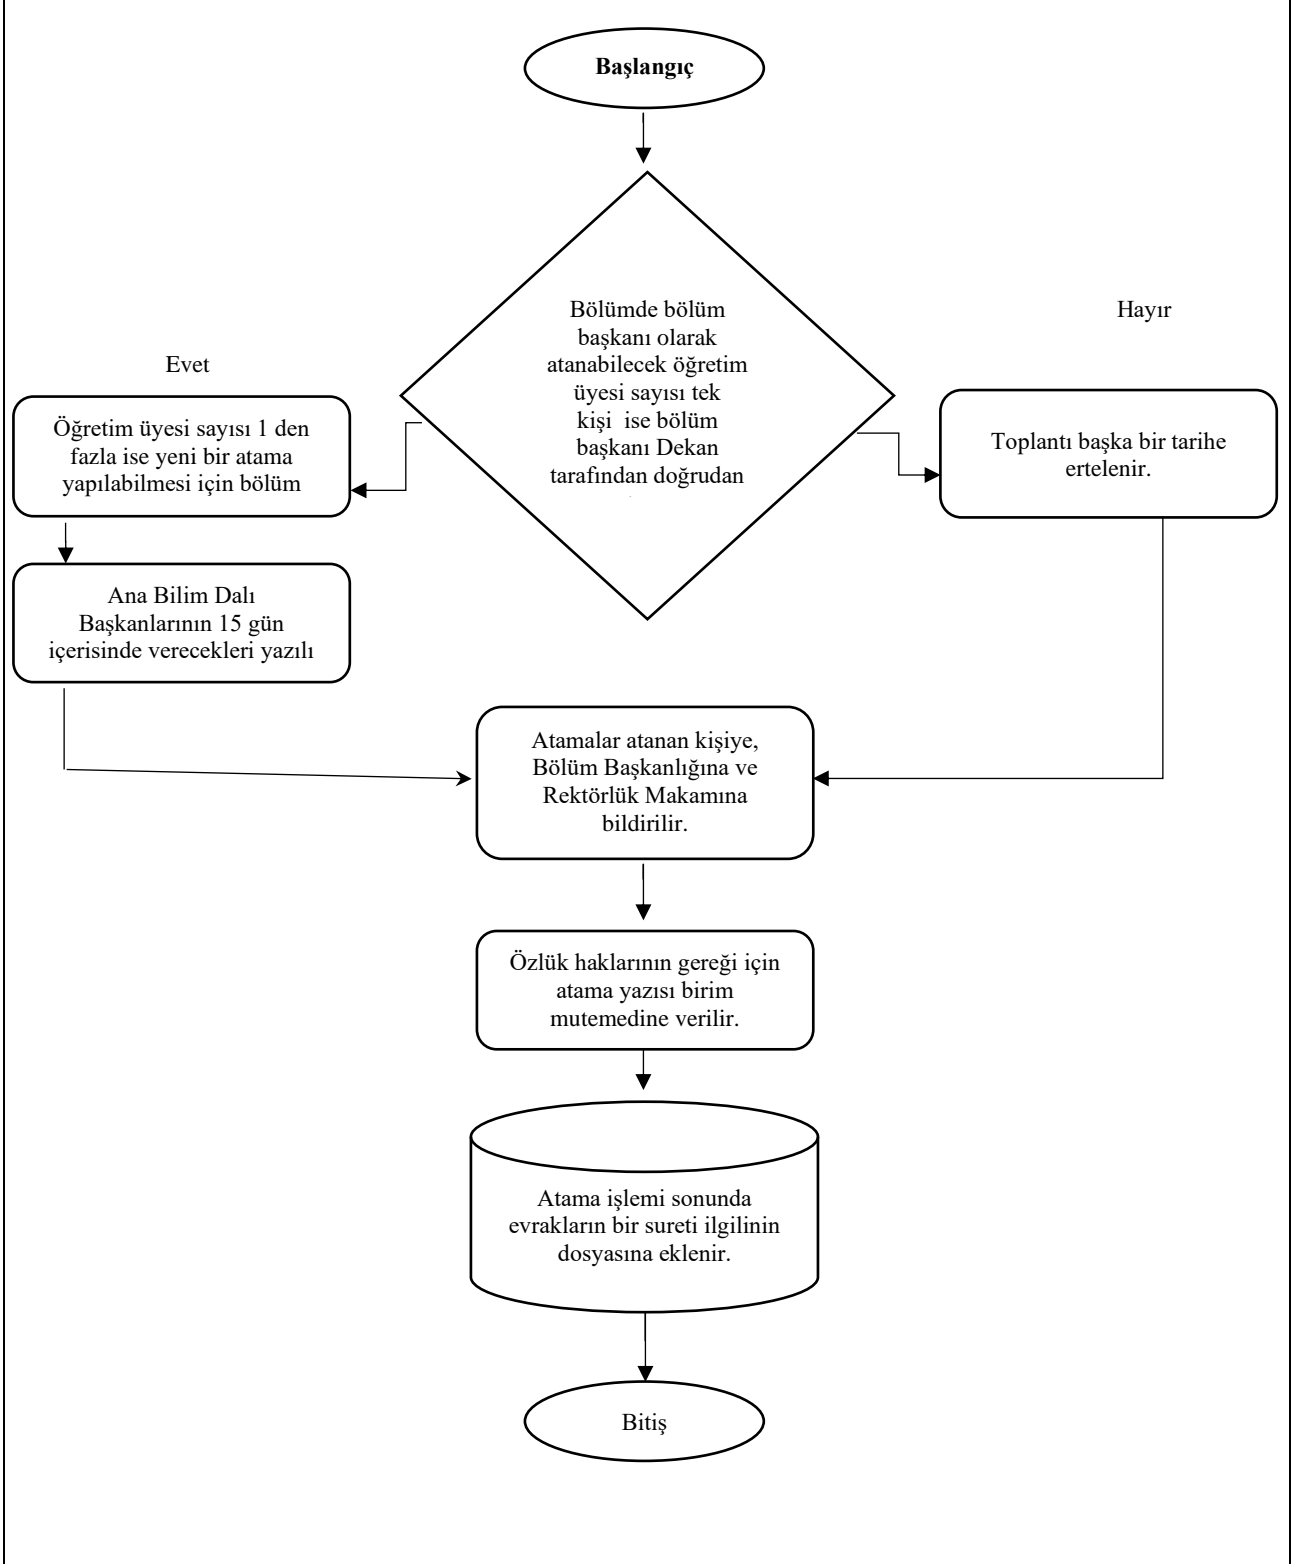 Başlangıç
Bölümde bölüm
başkanı olarak
atanabilecek öğretim
üyesi sayısı tek
kişi ise bölüm
başkanı Dekan
tarafından doğrudan
Evet
Hayır
Öğretim üyesi sayısı 1 den
fazla ise yeni bir atama
yapılabilmesi için bölüm
Toplantı başka bir tarihe
ertelenir.
Ana Bilim Dalı
Başkanlarının 15 gün
içerisinde verecekleri yazılı
Atamalar atanan kişiye,
Bölüm Başkanlığına ve
Rektörlük Makamına
bildirilir.
Özlük haklarının gereği için
atama yazısı birim
mutemedine verilir.
Atama işlemi sonunda
evrakların bir sureti ilgilinin
dosyasına eklenir.
Bitiş